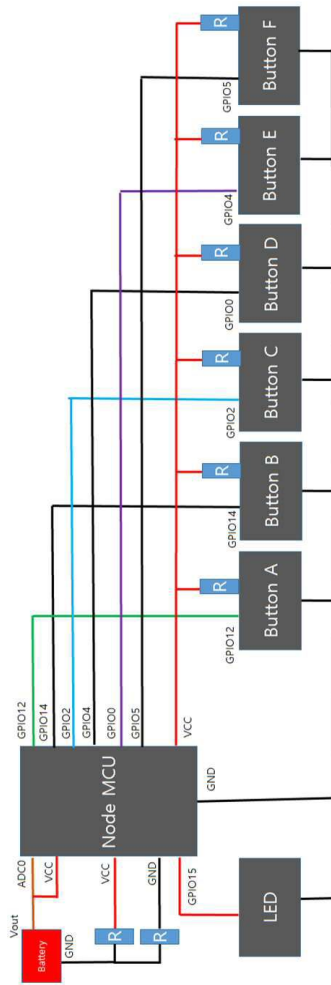 Vout
Battery
GND
R
R
ADC0
VCC
VCC
GND
GPIO15
LED
Node MCU
GND
GPIO12
GPIO14
GPIO2
GPIO4
GPIO0
GPIO5
VCC
GPIO12
R
Button A
GPIO14
R
Button B
GPIO2
R
Button C
GPIO0
R
Button D
GPIO4
R
Button E
GPIO5
R
Button F